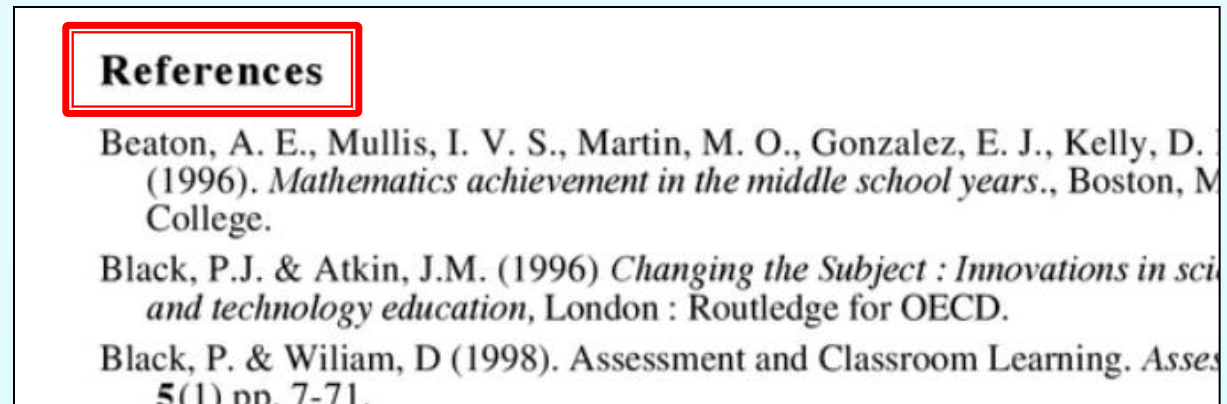 References
Beaton, A. E., Mullis, I. V. S., Martin, M. O., Gonzalez, E. J., Kelly, D.
(1996). Mathematics achievement in the middle school years., Boston,
College.
Black, P.J. & Atkin, J.M. (1996) Changing the Subject : Innovations in
and technology education, London : Routledge for OECD.
Black, P. & Wiliam, D (1998). Assessment and Classroom Learning.
5(1) pp. 7-71.